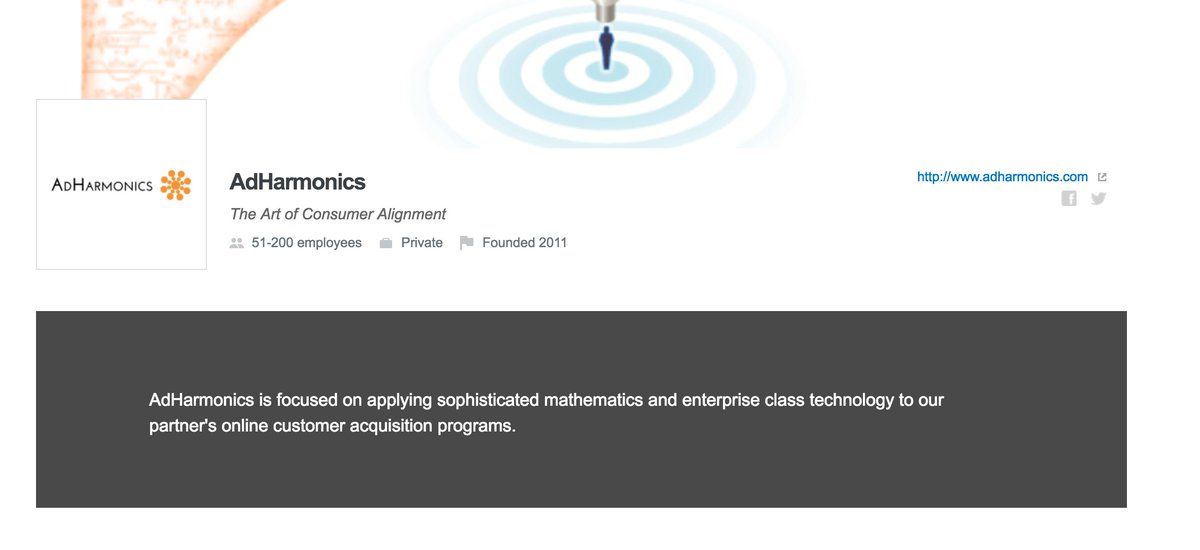 ADHARMONICS
AdHarmonics
The Art of Consumer Alignment
51-200 employees Private Founded 2011
http://www.adharmonics.com
AdHarmonics is focused on applying sophisticated mathematics and enterprise class technology to our
partner's online customer acquisition programs.